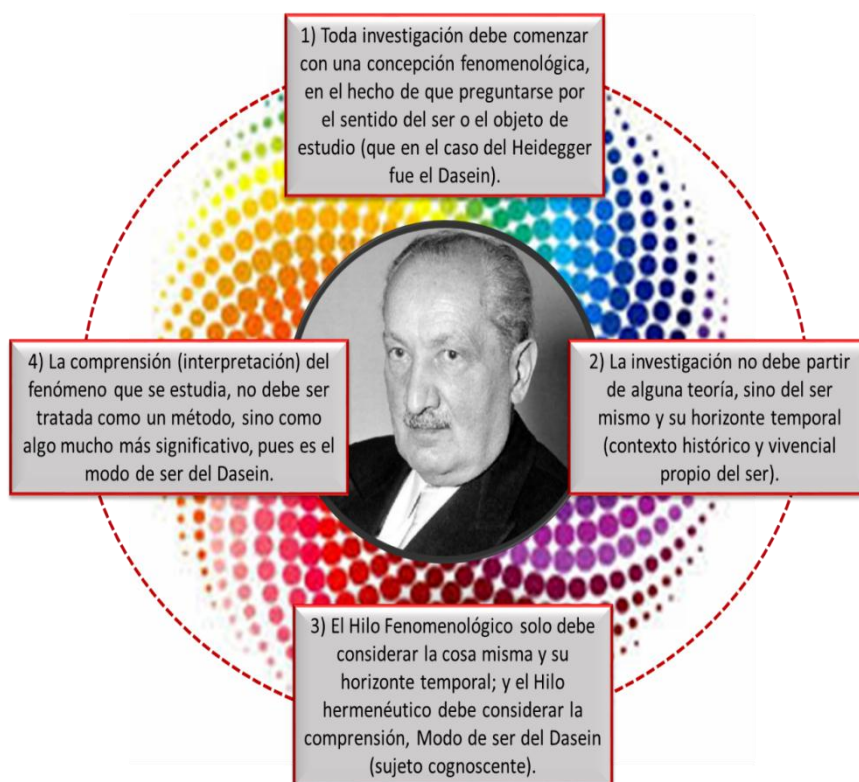 1) Toda investigación debe comenzar
con una concepción fenomenológica,
en el hecho de que preguntarse por
el sentido del ser o el objeto de
estudio (que en el caso del Heidegger
fue el Dasein).
2) La investigación no debe partir
de alguna teoría, sino del ser
mismo y su horizonte temporal
(contexto histórico y vivencial
propio del ser).
3) El Hilo Fenomenológico solo debe
considerar la cosa misma y su
horizonte temporal; y el Hilo
hermenéutico debe considerar la
comprensión, Modo de ser del Dasein
(sujeto cognoscente).
4) La comprensión (interpretación) del
fenómeno que se estudia, no debe ser
tratada como un método, sino como
algo mucho más significativo, pues es el
modo de ser del Dasein.